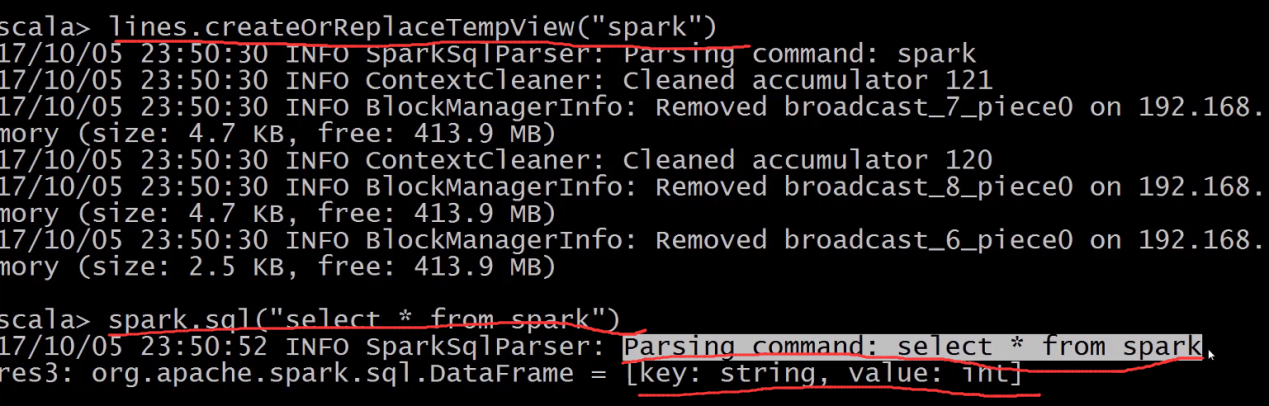 scala> lines.createOrReplaceTempView("spark")
17/10/05 23:50:30 INFO SparkSqlParser: Parsing command: spark
17/10/05 23:50:30 INFO ContextCleaner: Cleaned accumulator 121
17/10/05 23:50:30 INFO BlockManagerInfo: Removed broadcast_7_piece0 on 192.168.
mory (size: 4.7 KB, free: 413.9 MB)
17/10/05 23:50:30 INFO ContextCleaner: Cleaned accumulator 120
17/10/05 23:50:30 INFO BlockManagerInfo: Removed broadcast_8_piece0 on 192.168.
mory (size: 4.7 KB, free: 413.9 MB)
17/10/05 23:50:30 INFO BlockManagerInfo: Removed broadcast_6_piece0 on 192.168.
mory (size: 2.5 KB, free: 413.9 MB)
scala> spark.sql("select * from spark")
17/10/05 23:50:52 INFO SparkSqlParser: Parsing command: select * from spark
res3: org.apache.spark.sql.DataFrame = [key: string, value: int]